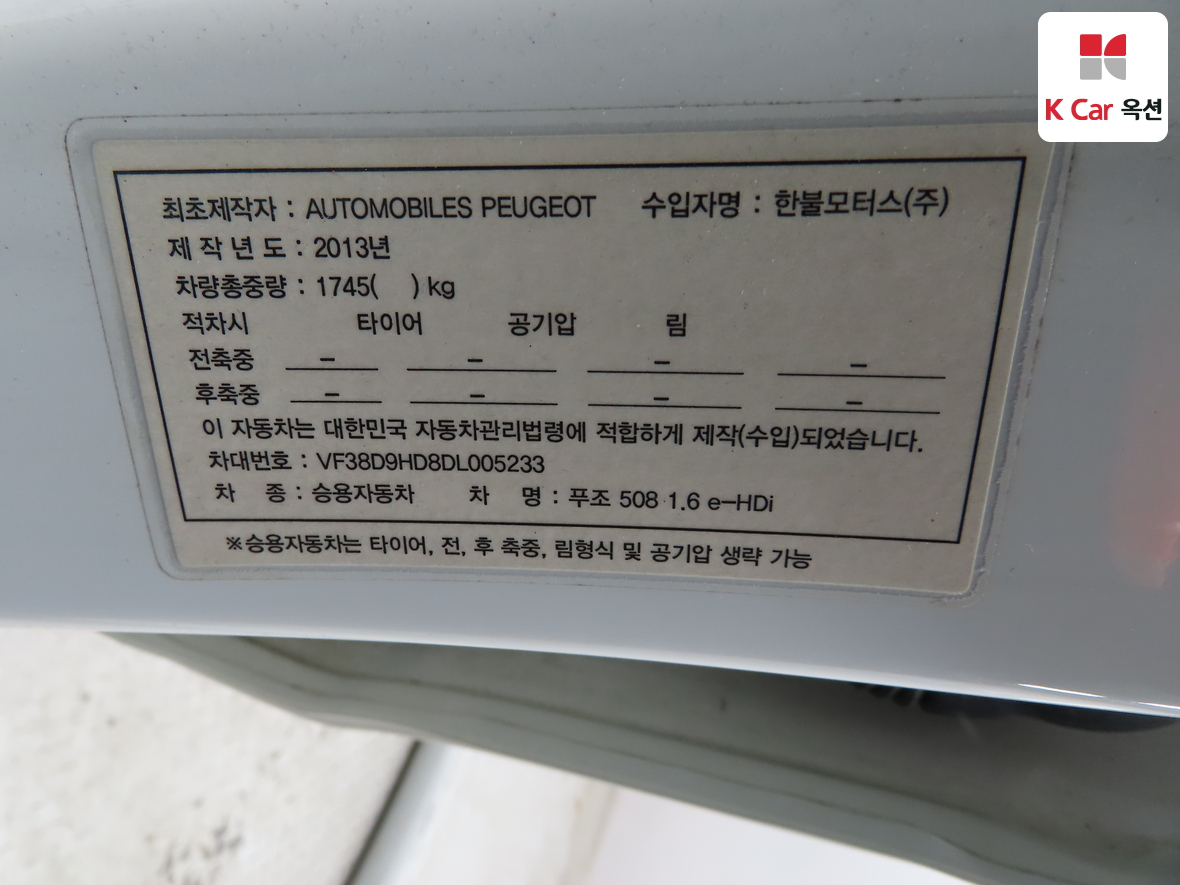 K Car 옥션
최초제작자 : AUTOMOBILES PEUGEOT 수입자명 : 한불모터스(주)
제 작 년 도 : 2013년
차량총중량 : 1745( ) kg
적차시 타이어 공기압 림
전축중 – – – –
후축중 – – – –
이 자동차는 대한민국 자동차관리법령에 적합하게 제작(수입)되었습니다.
차대번호 : VF38D9HD8DL005233
차 종 : 승용자동차 차 명 : 푸조 508 1.6 e-HDi
※승용자동차는 타이어, 전, 후 축중, 림형식 및 공기압 생략 가능